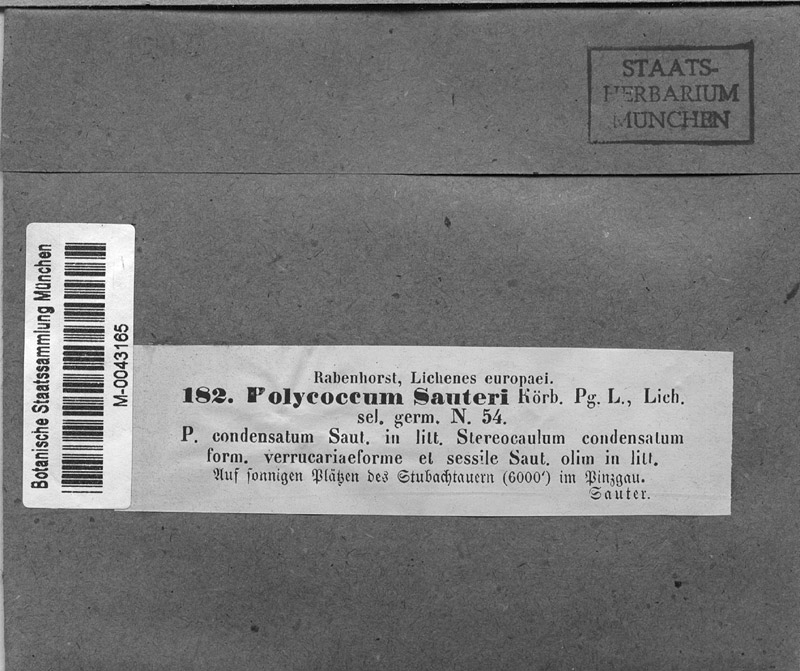 STAATS-
HERBARIUM
MÜNCHEN
Botanische Staatssammlung München
M-0043165
Rabenhorst, Lichenes europaei.
182. Polycoccum Sauteri Körb. Pg. L., Lich.
sel. germ. N. 54.
P. condensatum Saut. in litt. Stereocaulum condensatum
form. verrucariaeforme et sessile Saut. olim in litt.
Auf sonnigen Plätzen des Stubachtauern (6000') im Pinzgau.
Sauter.